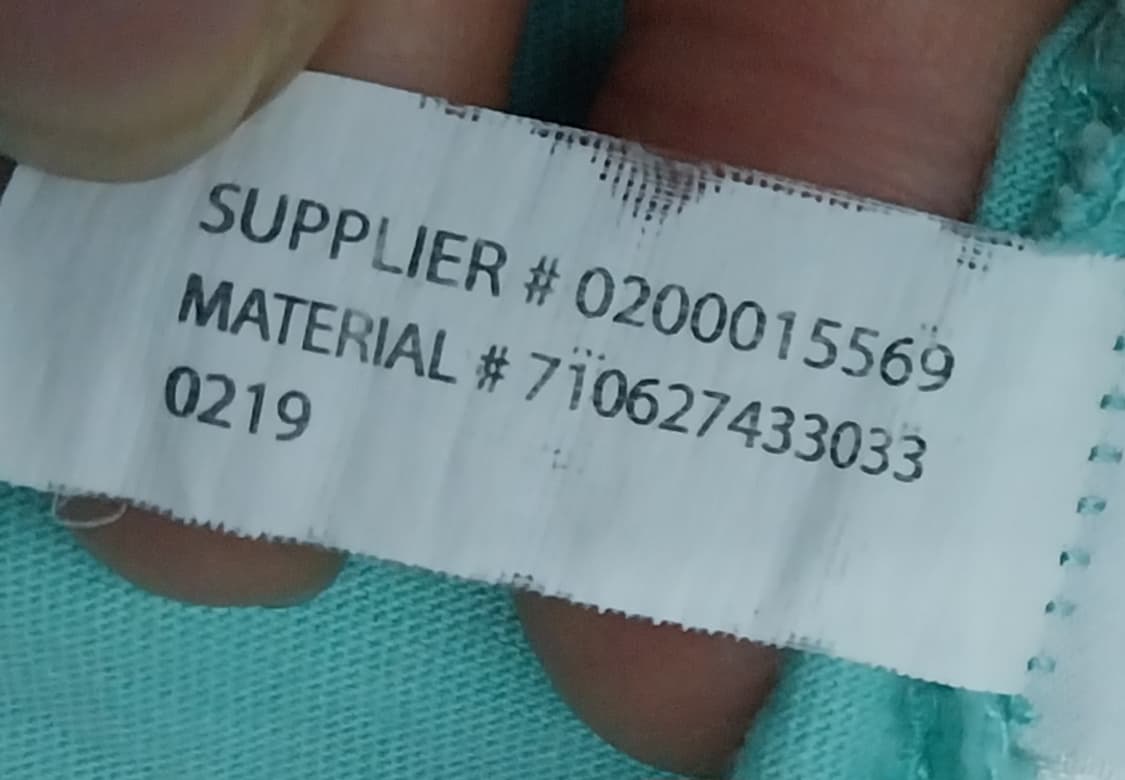 SUPPLIER # 0200015569
MATERIAL # 710627433033
0219